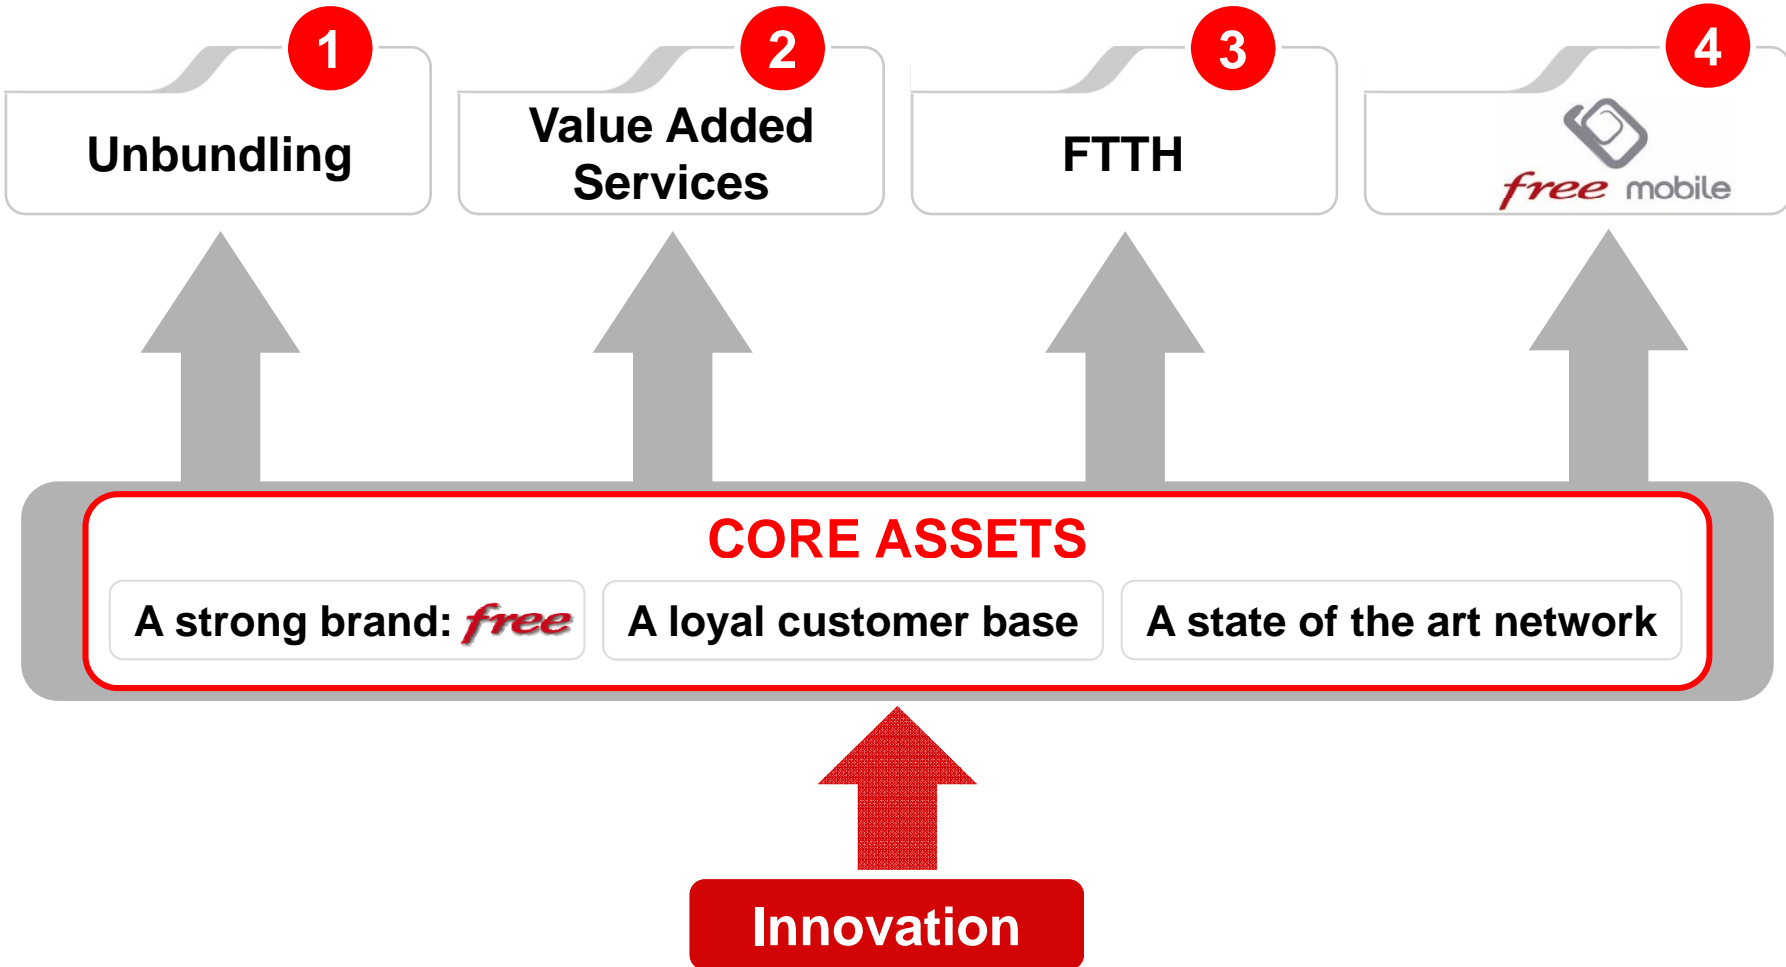 1
2
3
4
Unbundling
Value Added
Services
FTTH
free mobile
CORE ASSETS
A strong brand: free
A loyal customer base
A state of the art network
Innovation